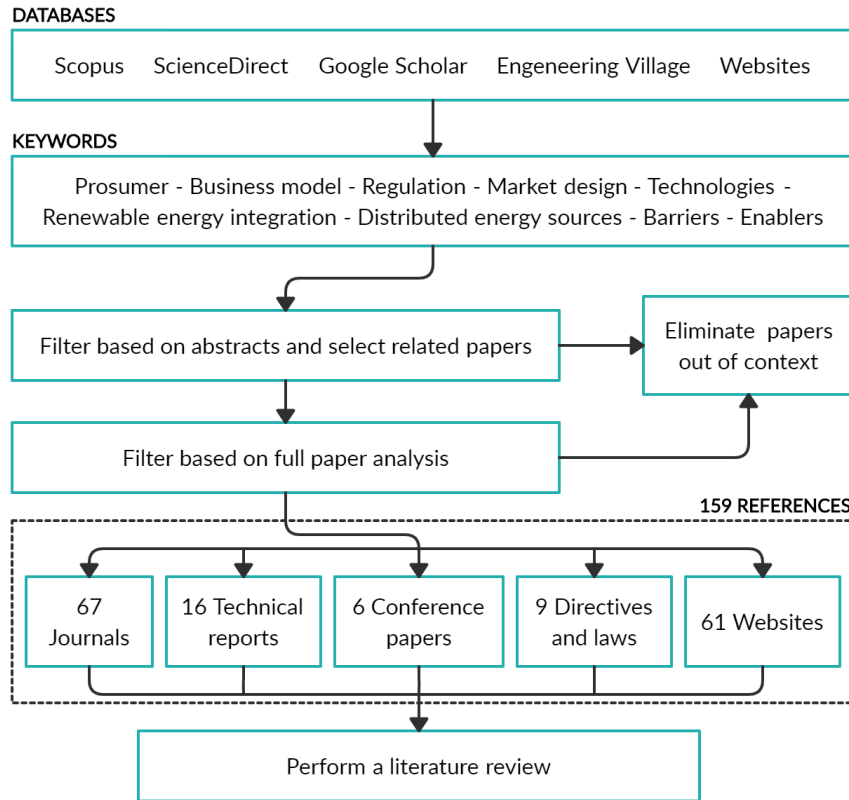 DATABASES
Scopus ScienceDirect Google Scholar Engeneering Village Websites
KEYWORDS
Prosumer - Business model - Regulation - Market design - Technologies -
Renewable energy integration - Distributed energy sources - Barriers - Enablers
Filter based on abstracts and select related papers
Eliminate papers
out of context
Filter based on full paper analysis
159 REFERENCES
67
Journals
16 Technical
reports
6 Conference
papers
9 Directives
and laws
61 Websites
Perform a literature review